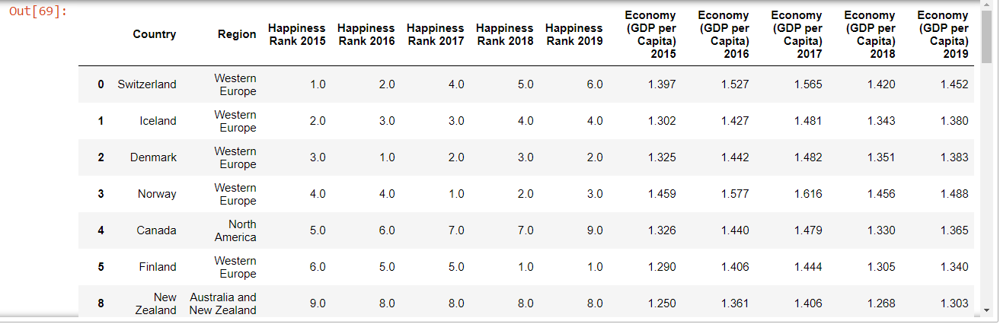 Out[69]:
Country Region Happiness Rank 2015 Happiness Rank 2016 Happiness Rank 2017 Happiness Rank 2018 Happiness Rank 2019 Economy (GDP per Capita) 2015 Economy (GDP per Capita) 2016 Economy (GDP per Capita) 2017 Economy (GDP per Capita) 2018 Economy (GDP per Capita) 2019
0 Switzerland Western Europe 1.0 2.0 4.0 5.0 6.0 1.397 1.527 1.565 1.420 1.452
1 Iceland Western Europe 2.0 3.0 3.0 4.0 4.0 1.302 1.427 1.481 1.343 1.380
2 Denmark Western Europe 3.0 1.0 2.0 3.0 2.0 1.325 1.442 1.482 1.351 1.383
3 Norway Western Europe 4.0 4.0 1.0 2.0 3.0 1.459 1.577 1.616 1.456 1.488
4 Canada North America 5.0 6.0 7.0 7.0 9.0 1.326 1.440 1.479 1.330 1.365
5 Finland Western Europe 6.0 5.0 5.0 1.0 1.0 1.290 1.406 1.444 1.305 1.340
8 New Zealand Australia and New Zealand 9.0 8.0 8.0 8.0 8.0 1.250 1.361 1.406 1.268 1.303